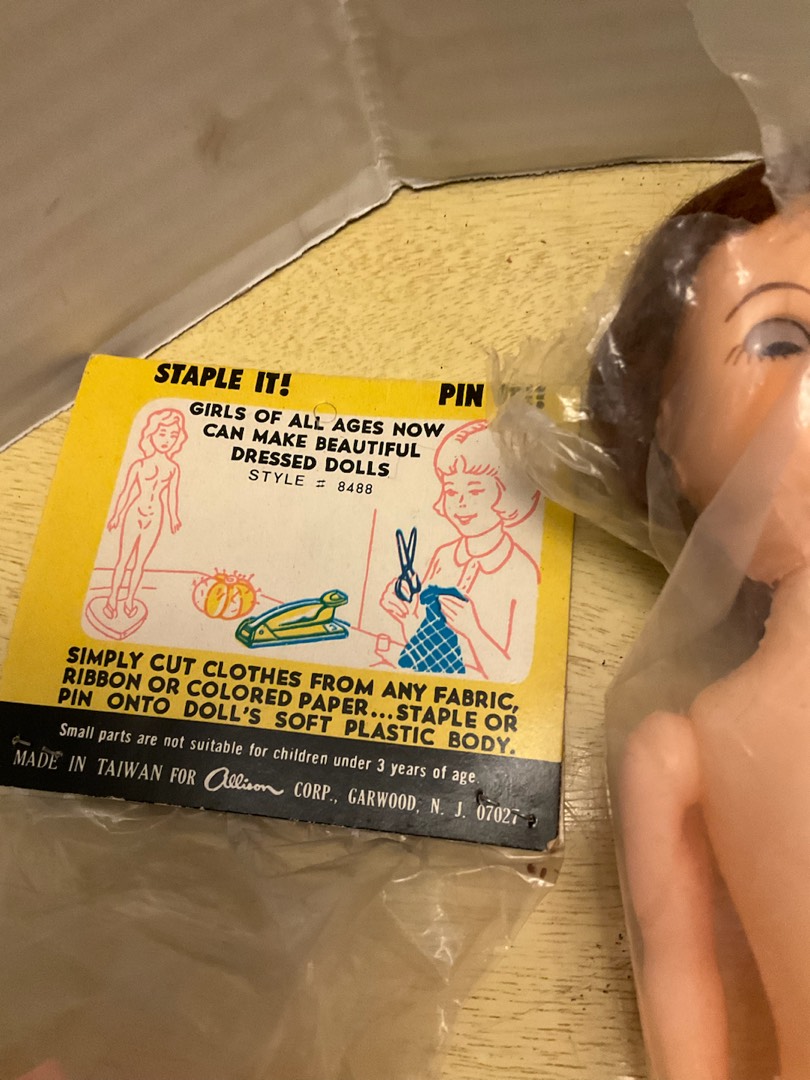 STAPLE IT!
PIN
GIRLS OF ALL AGES NOW
CAN MAKE BEAUTIFUL
DRESSED DOLLS
STYLE # 8488
SIMPLY CUT CLOTHES FROM ANY FABRIC,
RIBBON OR COLORED PAPER...STAPLE OR
PIN ONTO DOLL'S SOFT PLASTIC BODY.
Small parts are not suitable for children under 3 years of age.
MADE IN TAIWAN FOR Allison CORP., GARWOOD, N. J. 07027